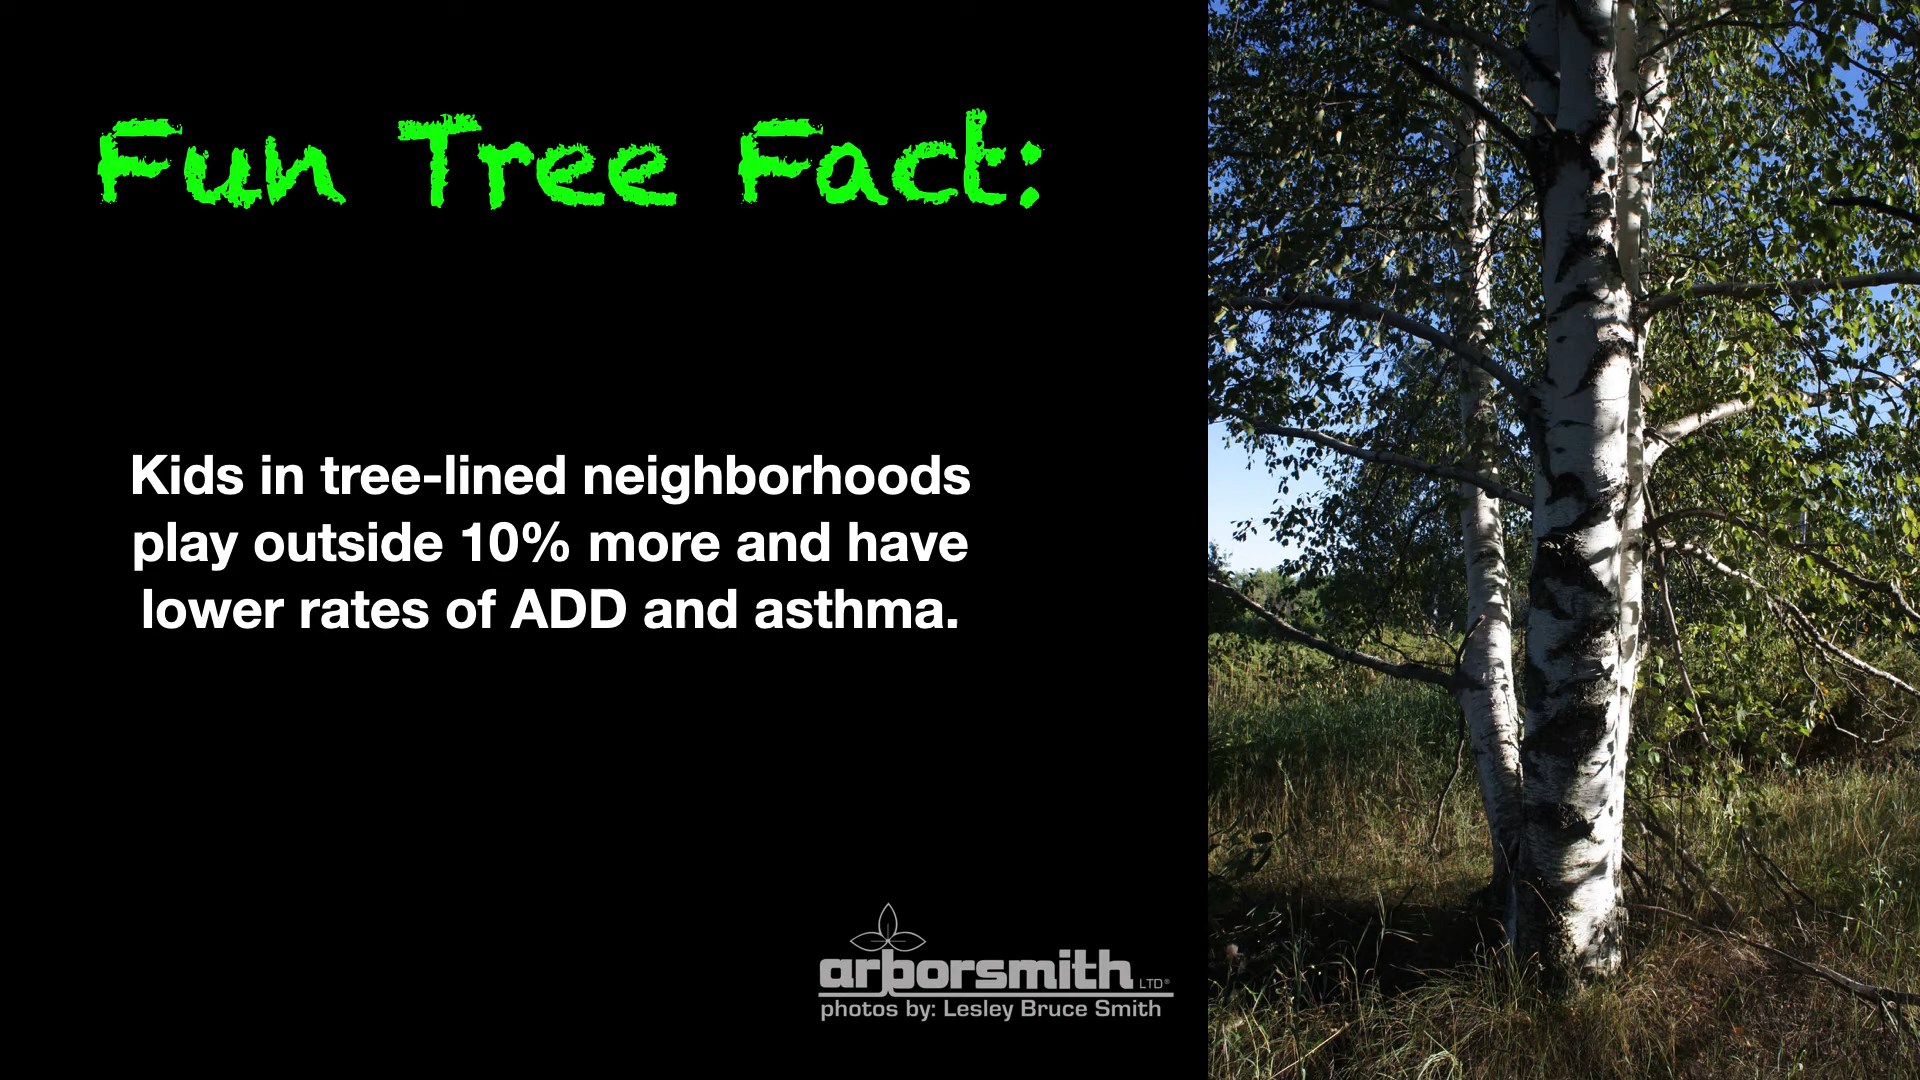 Fun Tree Fact:
Kids in tree-lined neighborhoods
play outside 10% more and have
lower rates of ADD and asthma.
arborsmith LTD®
photos by: Lesley Bruce Smith